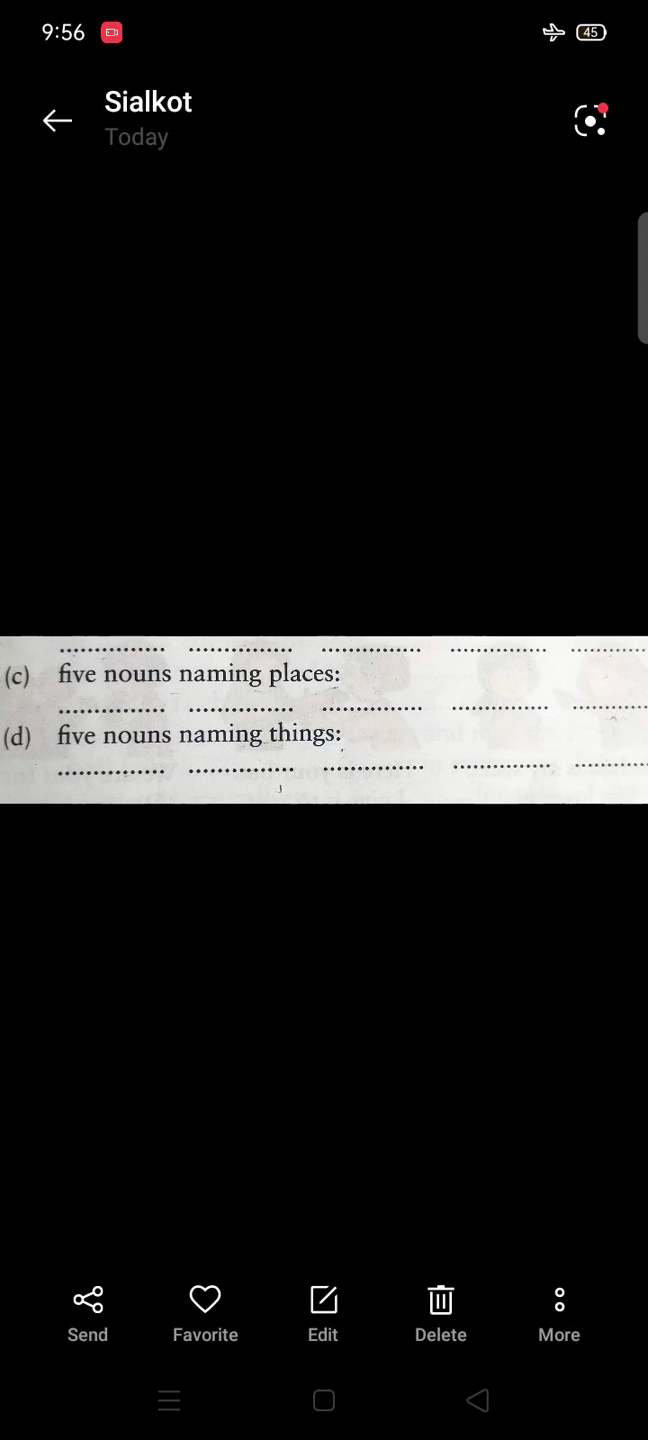 9:56
45
Sialkot
Today
.............. .............. .............. .............. ..............
(c) five nouns naming places:
.............. .............. .............. .............. ..............
(d) five nouns naming things:
.............. .............. .............. .............. ..............
Send Favorite Edit Delete More